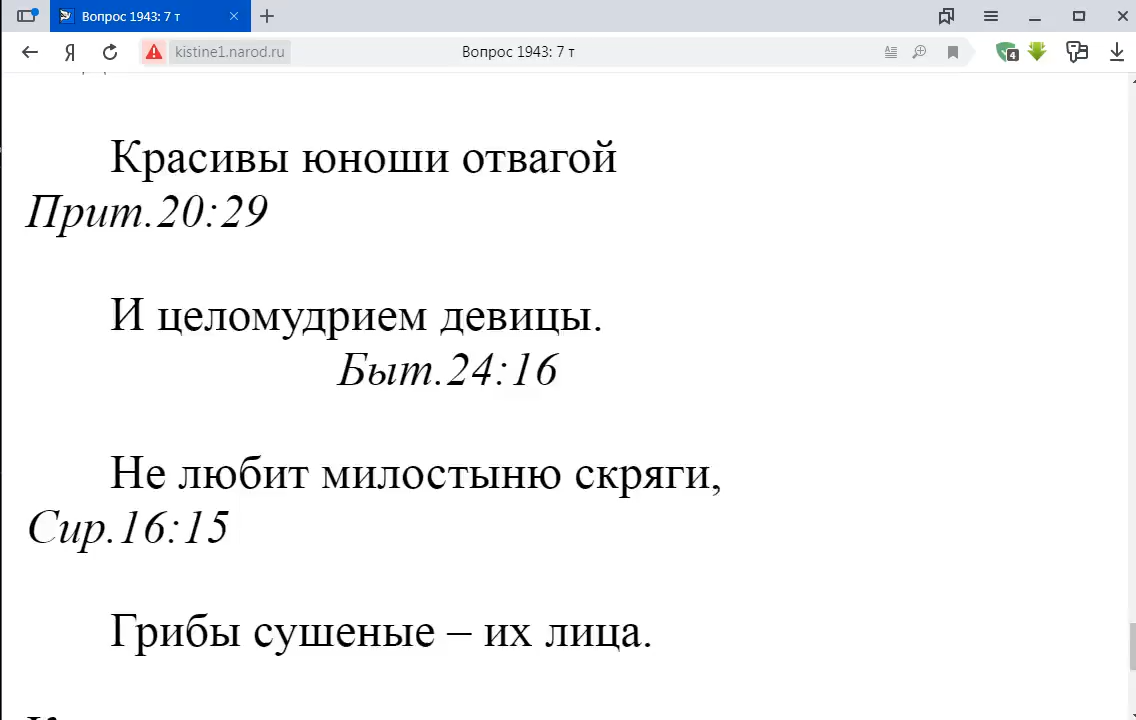 Вопрос 1943: 7 т
kistine1.narod.ru
Вопрос 1943: 7 т
4
Красивы юноши отвагой
Прит.20:29
И целомудрием девицы.
Быт.24:16
Не любит милостыню скряги,
Сир.16:15
Грибы сушеные – их лица.